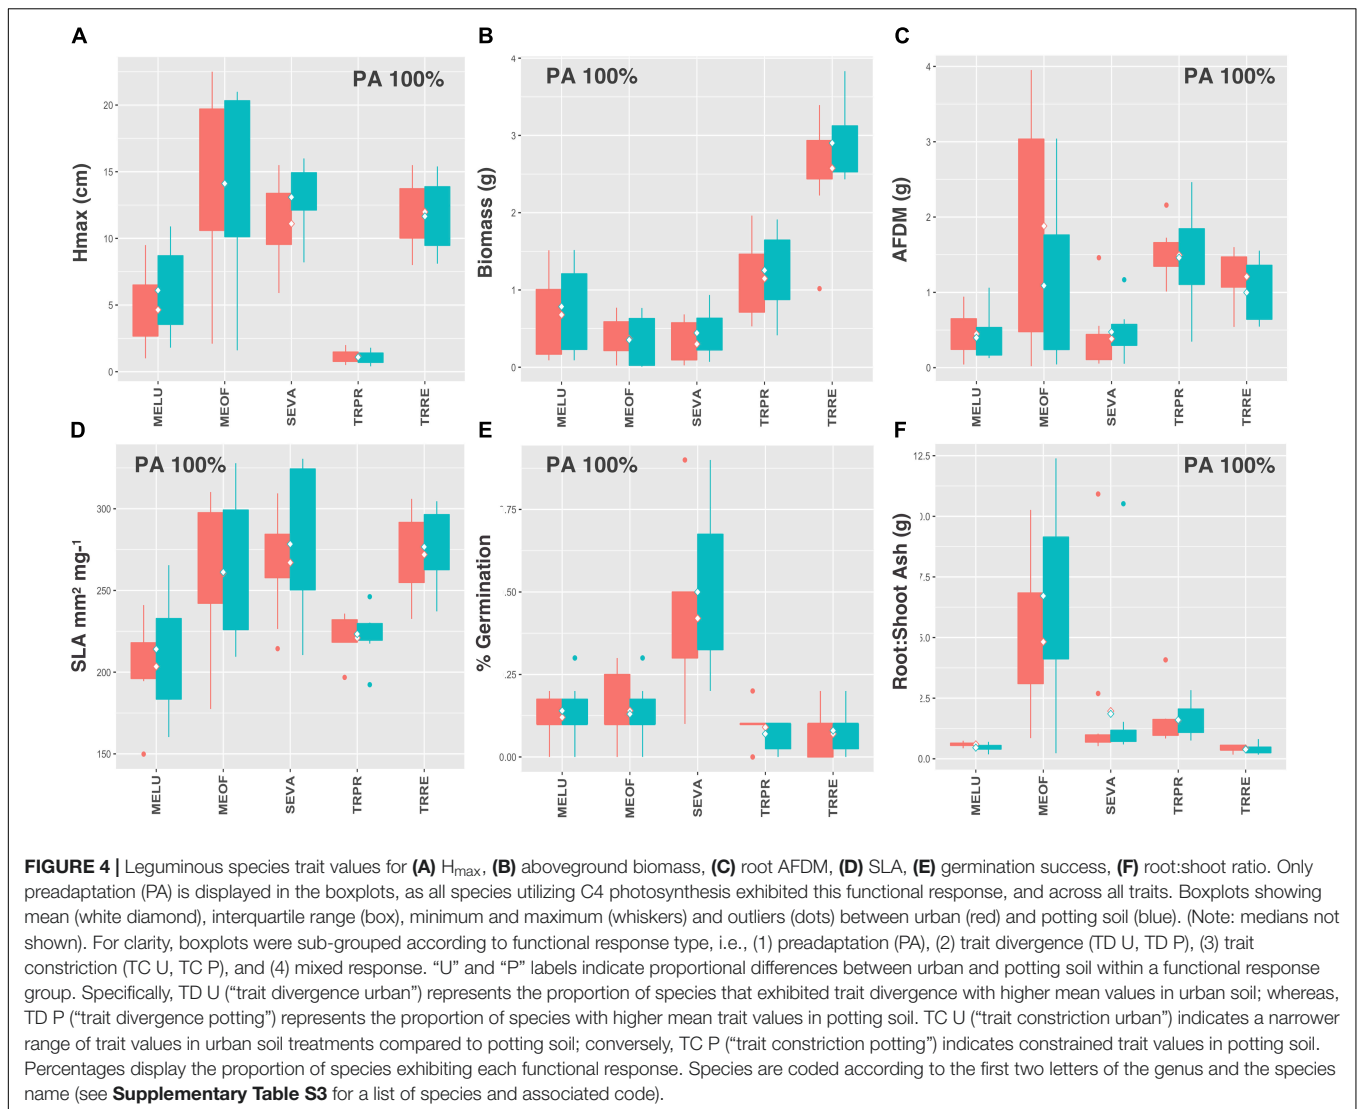 A
PA 100%
Hmax (cm)
20
15
10
5
0
MELU
MEOF
SEVA
TRPR
TRRE
B
PA 100%
Biomass (g)
4
3
2
1
0
MELU
MEOF
SEVA
TRPR
TRRE
C
PA 100%
AFDM (g)
4
3
2
1
0
MELU
MEOF
SEVA
TRPR
TRRE
D
PA 100%
SLA mm² mg⁻¹
300
250
200
150
MELU
MEOF
SEVA
TRPR
TRRE
E
PA 100%
% Germination
.75
.50
.25
0.00
MELU
MEOF
SEVA
TRPR
TRRE
F
PA 100%
Root:Shoot Ash (g)
12.5
0.0
7.5
5.0
2.5
0.0
MELU
MEOF
SEVA
TRPR
TRRE
FIGURE 4 | Leguminous species trait values for (A) Hmax, (B) aboveground biomass, (C) root AFDM, (D) SLA, (E) germination success, (F) root:shoot ratio. Only
preadaptation (PA) is displayed in the boxplots, as all species utilizing C4 photosynthesis exhibited this functional response, and across all traits. Boxplots showing
mean (white diamond), interquartile range (box), minimum and maximum (whiskers) and outliers (dots) between urban (red) and potting soil (blue). (Note: medians not
shown). For clarity, boxplots were sub-grouped according to functional response type, i.e., (1) preadaptation (PA), (2) trait divergence (TD U, TD P), (3) trait
constriction (TC U, TC P), and (4) mixed response. “U” and “P” labels indicate proportional differences between urban and potting soil within a functional response
group. Specifically, TD U (“trait divergence urban”) represents the proportion of species that exhibited trait divergence with higher mean values in urban soil; whereas,
TD P (“trait divergence potting”) represents the proportion of species with higher mean trait values in potting soil. TC U (“trait constriction urban”) indicates a narrower
range of trait values in urban soil treatments compared to potting soil; conversely, TC P (“trait constriction potting”) indicates constrained trait values in potting soil.
Percentages display the proportion of species exhibiting each functional response. Species are coded according to the first two letters of the genus and the species
name (see Supplementary Table S3 for a list of species and associated code).